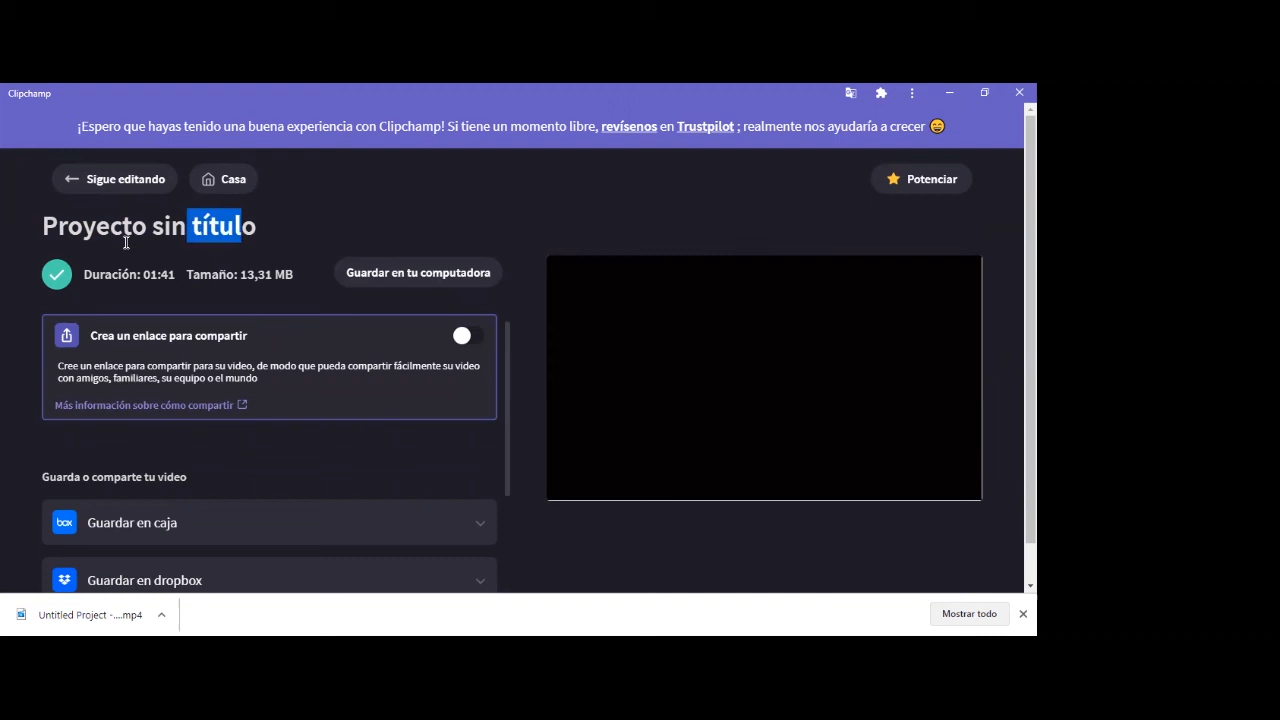 Clipchamp
¡Espero que hayas tenido una buena experiencia con Clipchamp! Si tiene un momento libre, revísenos en Trustpilot ; realmente nos ayudaría a crecer 😄
Sigue editando
Casa
Potenciar
Proyecto sin título
Duración: 01:41 Tamaño: 13,31 MB
Guardar en tu computadora
Crea un enlace para compartir
Cree un enlace para compartir para su video, de modo que pueda compartir fácilmente su video
con amigos, familiares, su equipo o el mundo
Más información sobre cómo compartir
Guarda o comparte tu video
box
Guardar en caja
Guardar en dropbox
Untitled Project -....mp4
Mostrar todo